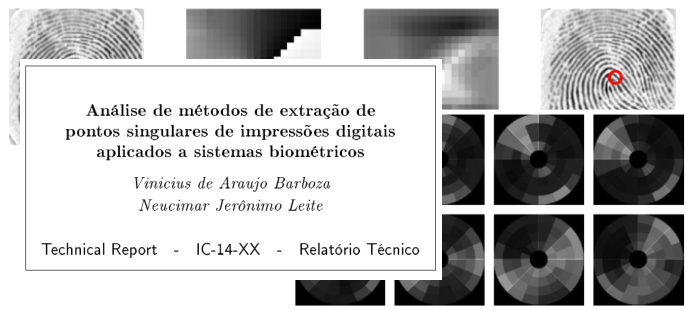 Análise de métodos de extração de
pontos singulares de impressões digitais
aplicados a sistemas biométricos
Vinicius de Araujo Barboza
Neucimar Jerônimo Leite
Technical Report - IC-14-XX - Relatório Técnico